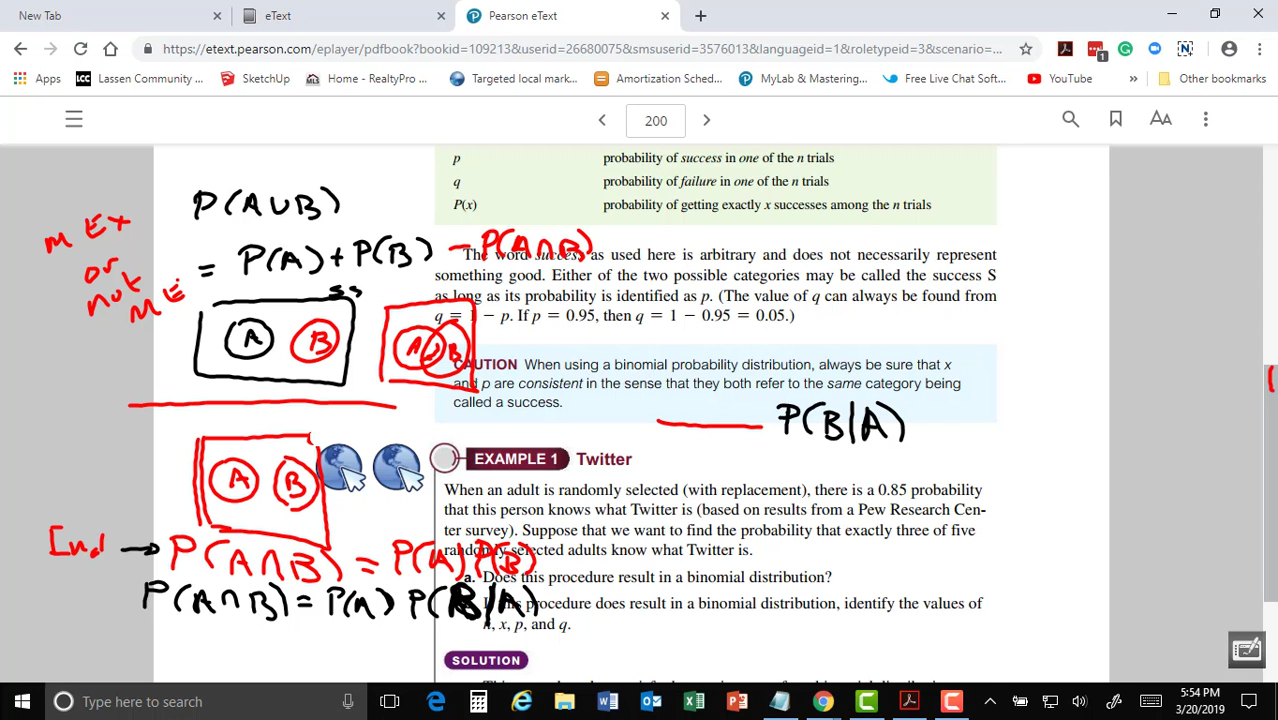 New Tab
eText
Pearson eText
https://etext.pearson.com/eplayer/pdfbook?bookid=109213&userid=26680075&smsuserid=3576013&languageid=1&roletypeid=3&scenario=...
Apps
Lassen Community ...
SketchUp
Home - RealtyPro ...
Targeted local mark...
Amortization Sched...
MyLab & Mastering...
Free Live Chat Soft...
YouTube
Other bookmarks
200
p probability of success in one of the n trials
q probability of failure in one of the n trials
P(x) probability of getting exactly x successes among the n trials
P(A∪B)
= P(A)+P(B) - P(A∩B)
M Ex
or
not
M E
SS
A B
A B
The word success as used here is arbitrary and does not necessarily represent
something good. Either of the two possible categories may be called the success S
as long as its probability is identified as p. (The value of q can always be found from
q = 1 − p. If p = 0.95, then q = 1 − 0.95 = 0.05.)
CAUTION When using a binomial probability distribution, always be sure that x
and p are consistent in the sense that they both refer to the same category being
called a success.
P(B|A)
A B
EXAMPLE 1 Twitter
When an adult is randomly selected (with replacement), there is a 0.85 probability
that this person knows what Twitter is (based on results from a Pew Research Cen-
ter survey). Suppose that we want to find the probability that exactly three of five
randomly selected adults know what Twitter is.
Ind → P(A∩B) = P(A)P(B)
P(A∩B) = P(A) P(B|A)
a. Does this procedure result in a binomial distribution?
this procedure does result in a binomial distribution, identify the values of
n, x, p, and q.
SOLUTION
Type here to search
5:54 PM
3/20/2019